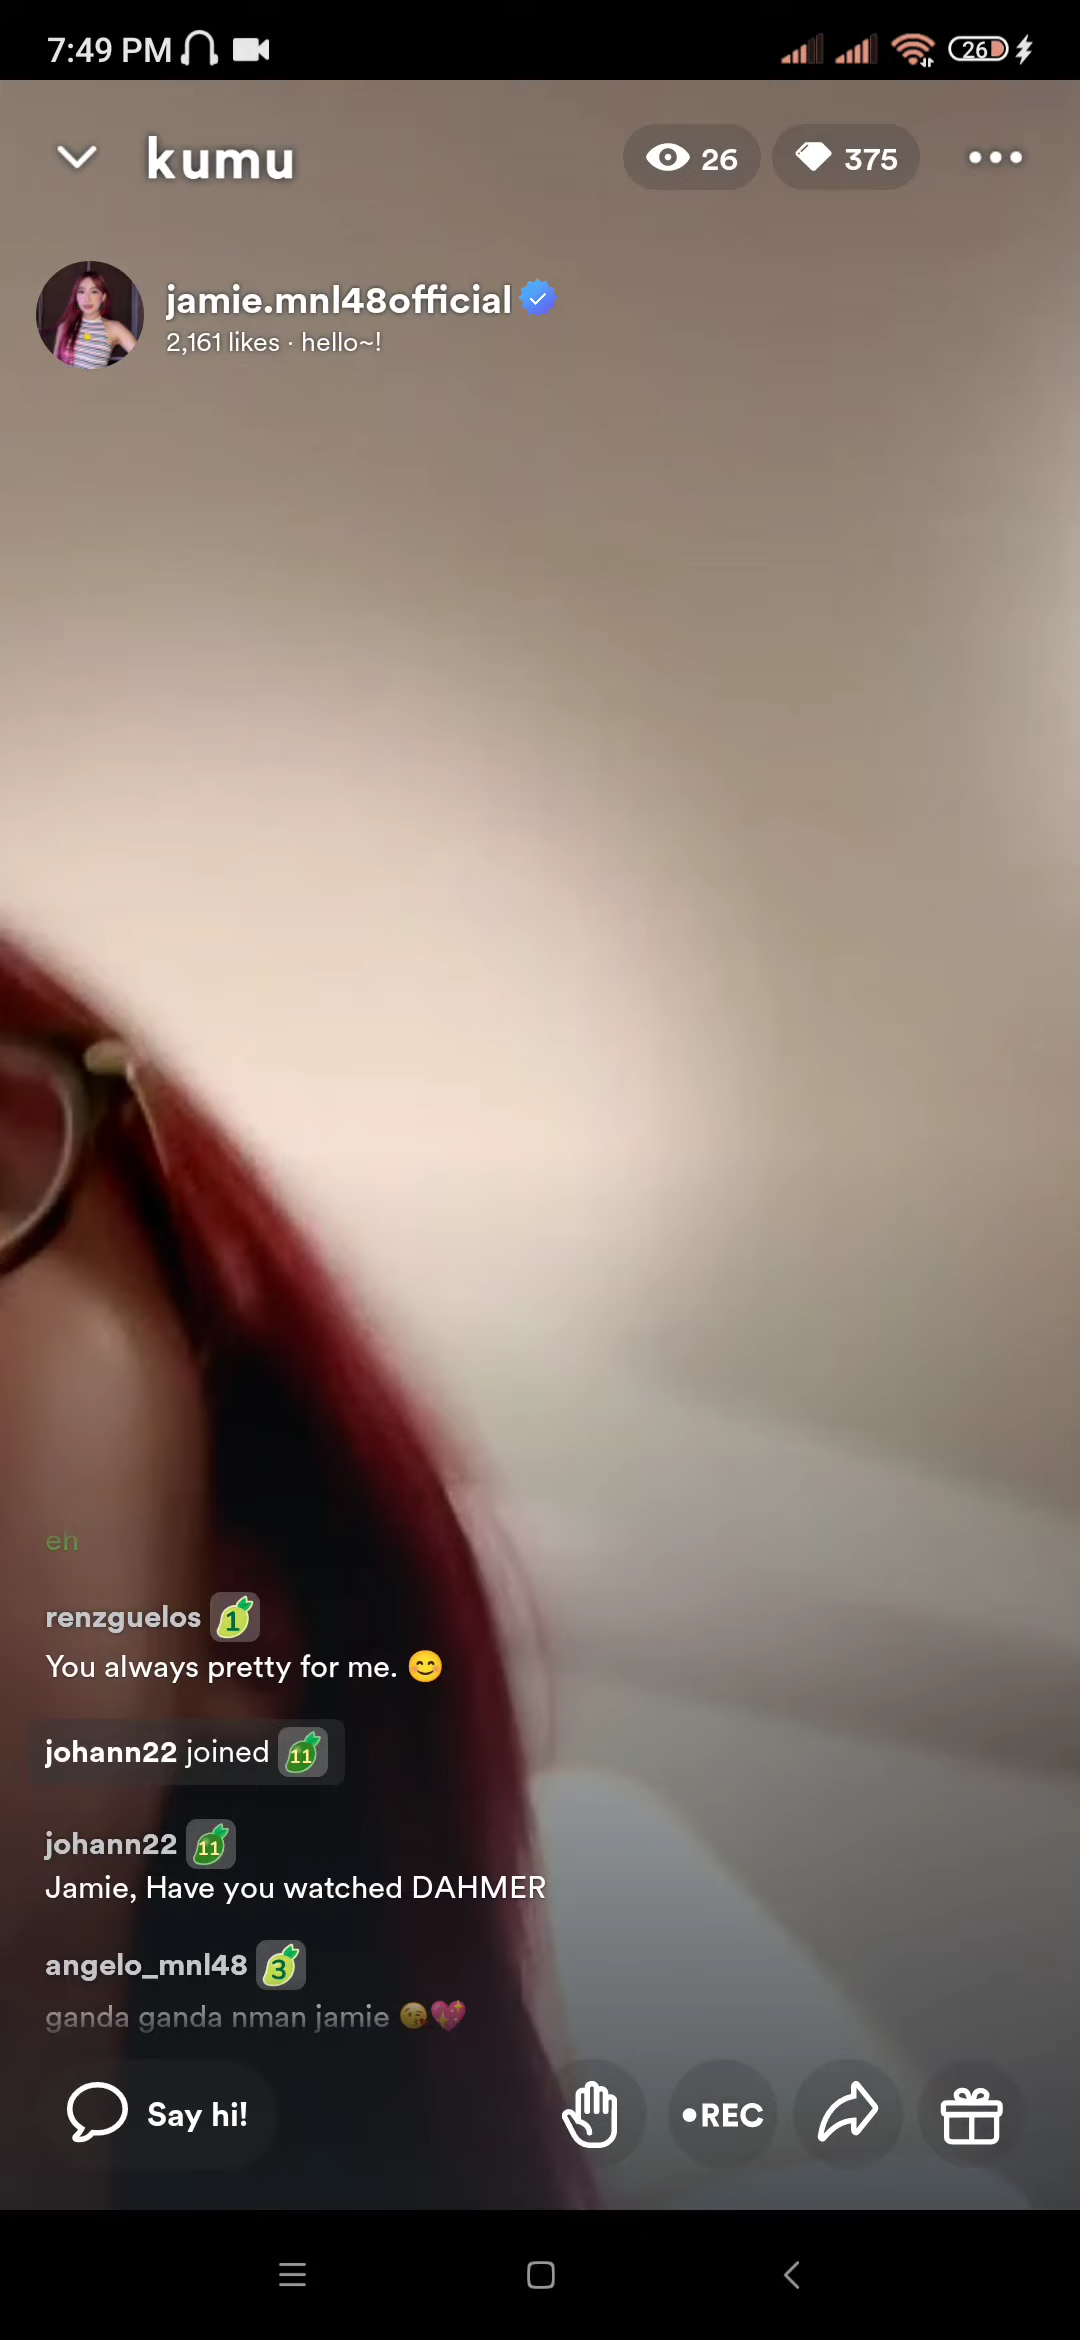 7:49 PM
26
kumu
26
375
jamie.mnl48official
2,161 likes · hello~!
eh
renzguelos 1
You always pretty for me. 😊
johann22 joined 11
johann22 11
Jamie, Have you watched DAHMER
angelo_mnl48 3
ganda ganda nman jamie 😘💖
Say hi!
•REC